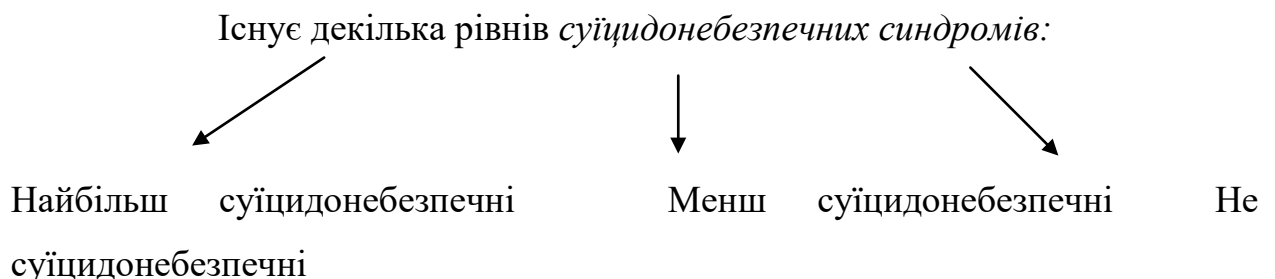 Існує декілька рівнів суїцидонебезпечних синдромів:
Найбільш суїцидонебезпечні Менш суїцидонебезпечні Не
суїцидонебезпечні